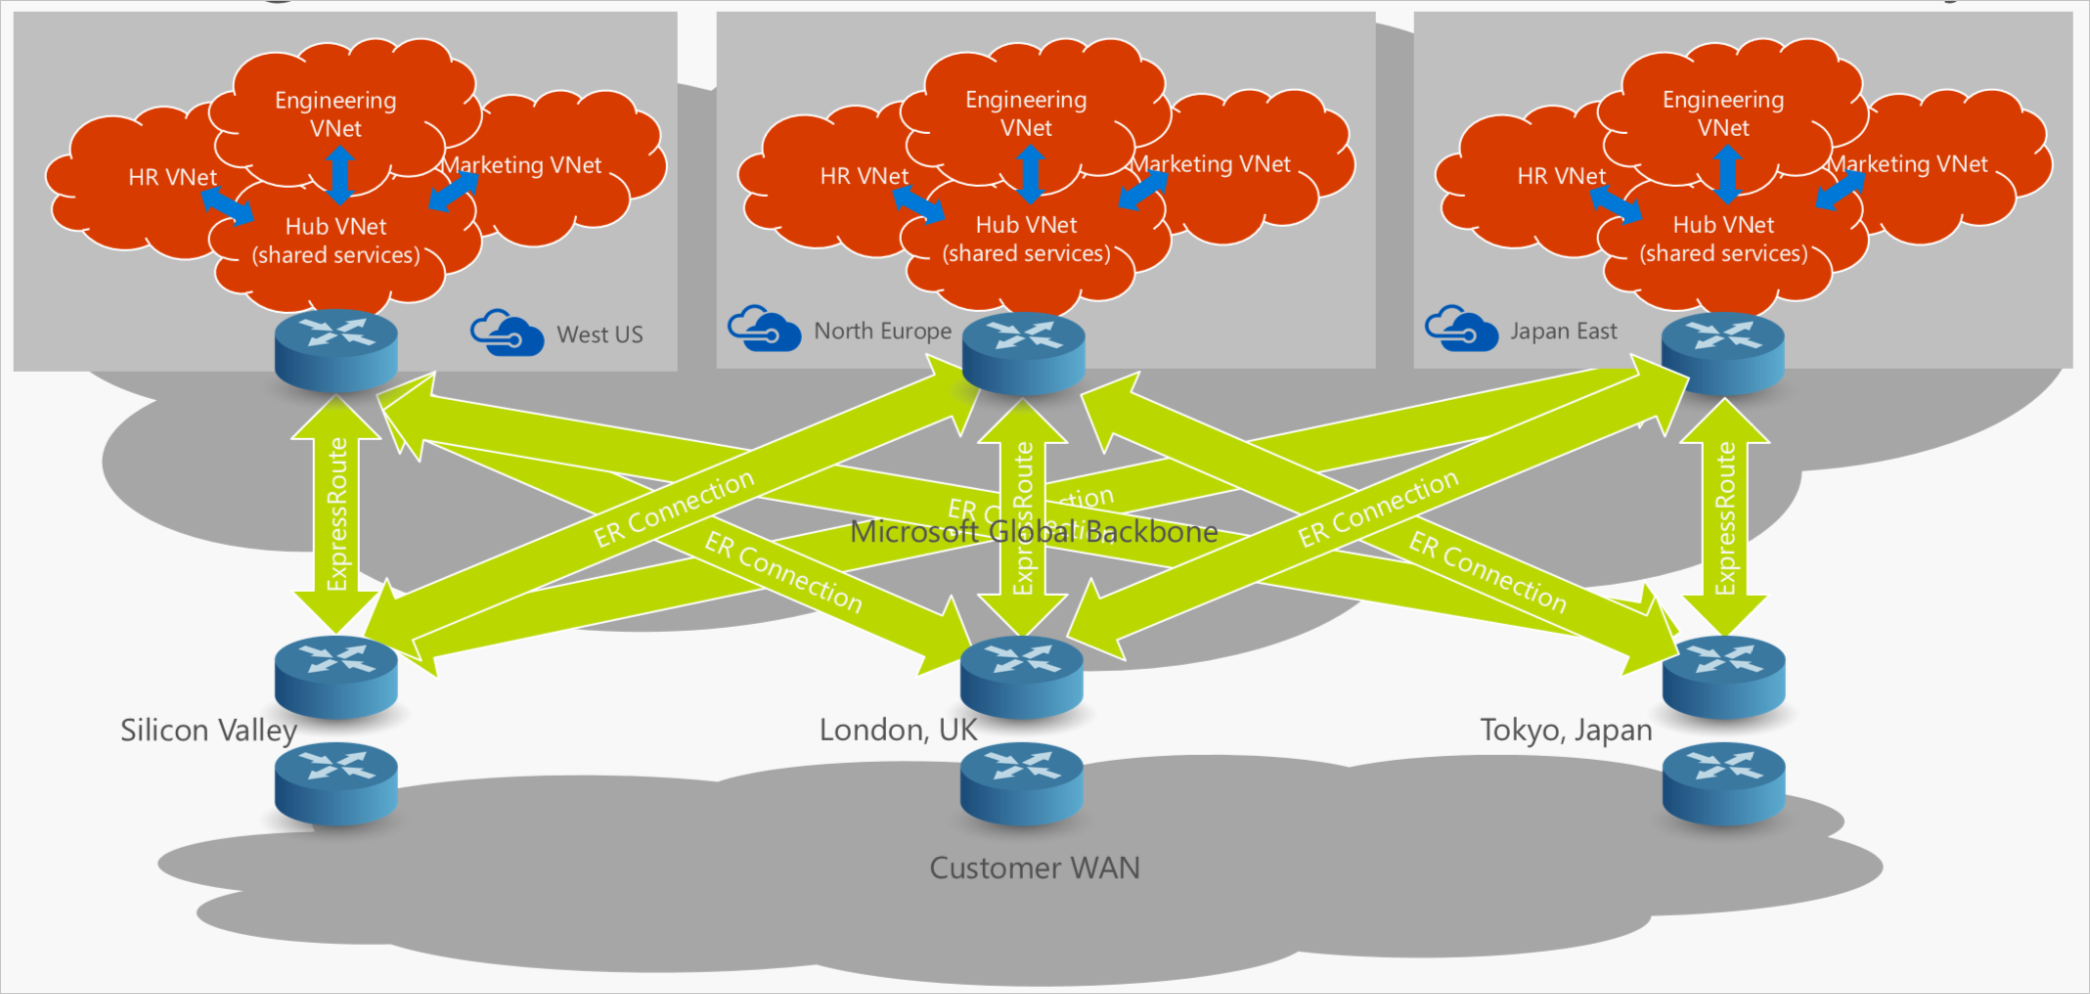 Engineering
VNet
HR VNet
Marketing VNet
Hub VNet
(shared services)
West US
Engineering
VNet
HR VNet
Marketing VNet
Hub VNet
(shared services)
North Europe
Engineering
VNet
HR VNet
Marketing VNet
Hub VNet
(shared services)
Japan East
ExpressRoute
ER Connection
ER Connection
ER
ExpressRoute
Microsoft Global Backbone
ER Connection
ER Connection
ExpressRoute
Silicon Valley
London, UK
Tokyo, Japan
Customer WAN